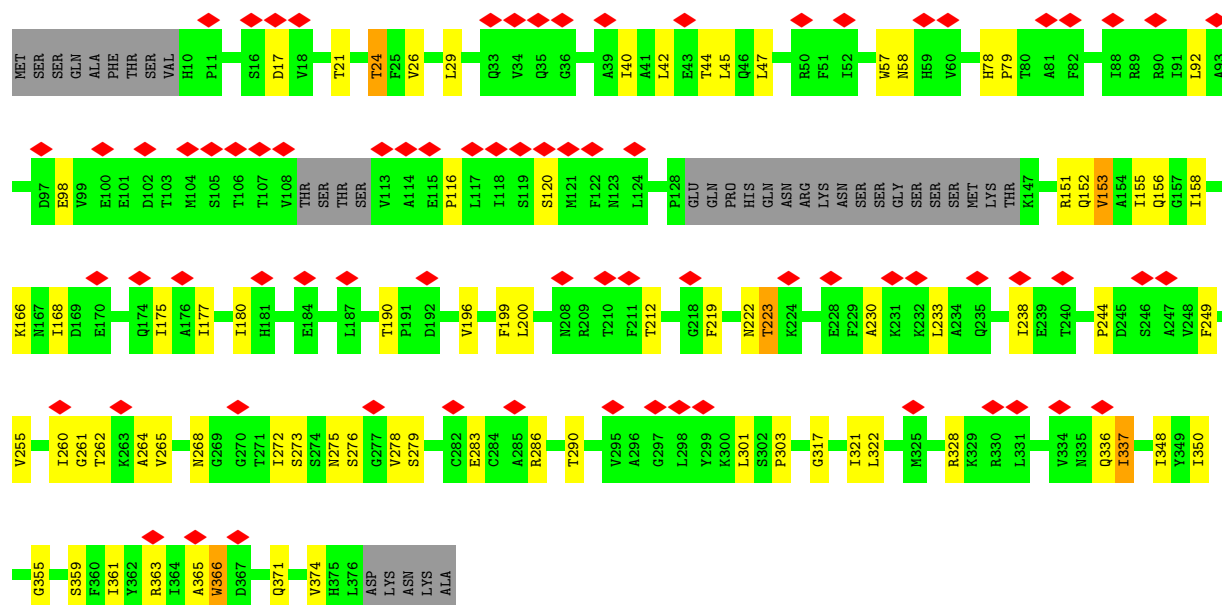 MET SER SER GLN ALA PHE THR SER VAL H10 P11 S16 D17 V18 T21 T24 F25 V26 L29 Q33 V34 Q35 G36 A39 I40 A41 L42 E43 T44 L45 Q46 L47 R50 F51 I52 W57 N58 H59 V60 H78 P79 T80 A81 F82 I88 R89 R90 I91 L92 A93
D97 E98 V99 E100 E101 D102 T103 M104 S105 T106 T107 V108 THR SER THR SER V113 A114 E115 P116 L117 I118 S119 S120 M121 F122 N123 L124 P128 GLU GLN PRO HIS GLN ASN ARG LYS ASN SER SER GLY SER SER SER MET LYS THR K147 R151 Q152 V153 A154 I155 Q156 G157 I158
K166 N167 I168 D169 E170 Q174 I175 A176 I177 I180 H181 E184 L187 T190 P191 D192 V196 F199 L200 N208 R209 T210 F211 T212 G218 F219 N222 T223 K224 E228 F229 A230 K231 K232 L233 A234 Q235 I238 E239 T240 P244 D245 S246 A247 V248 F249
V255 I260 G261 T262 K263 A264 V265 N268 G269 G270 T271 I272 S273 S274 N275 S276 G277 V278 S279 C282 E283 C284 A285 R286 T290 V295 A296 G297 L298 Y299 K300 L301 S302 P303 G317 I321 L322 M325 R328 K329 R330 L331 V334 N335 Q336 I337 I348 Y349 I350
G355 S359 F360 I361 Y362 R363 I364 A365 W366 D367 Q371 V374 H375 L376 ASP LYS ASN LYS ALA